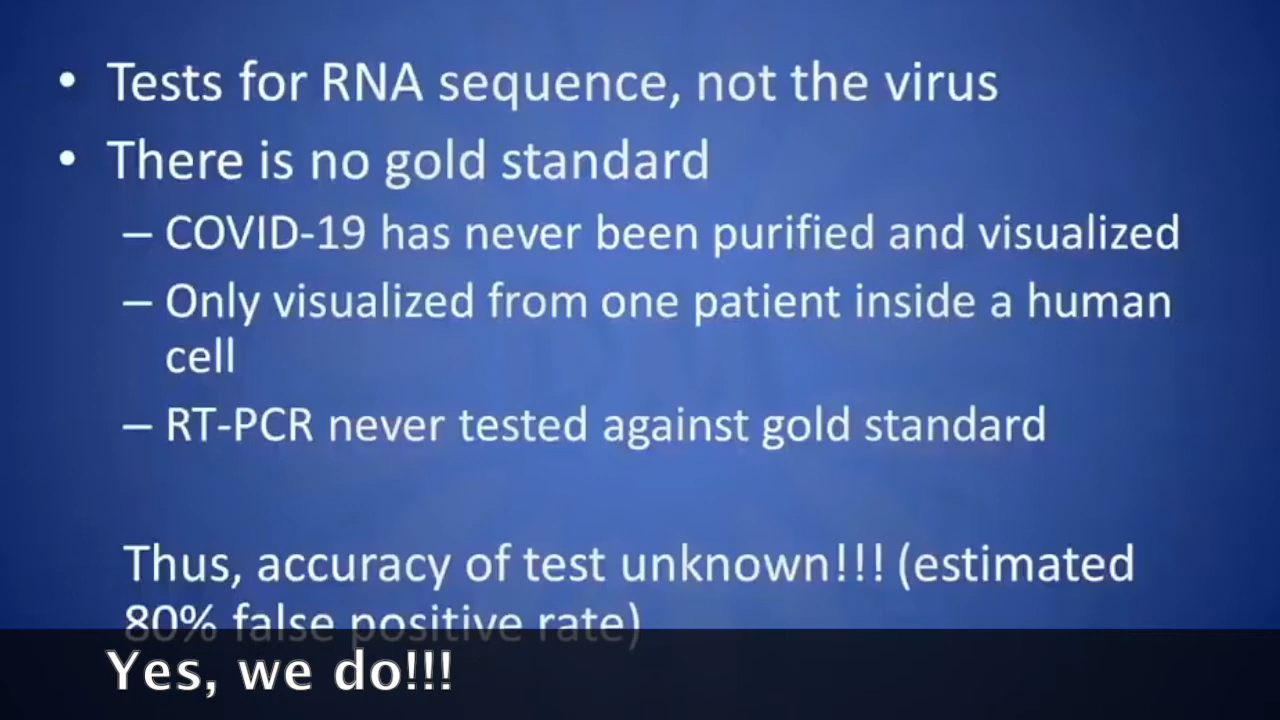 • Tests for RNA sequence, not the virus
• There is no gold standard
– COVID-19 has never been purified and visualized
– Only visualized from one patient inside a human
cell
– RT-PCR never tested against gold standard
Thus, accuracy of test unknown!!! (estimated
80% false positive rate)
Yes, we do!!!